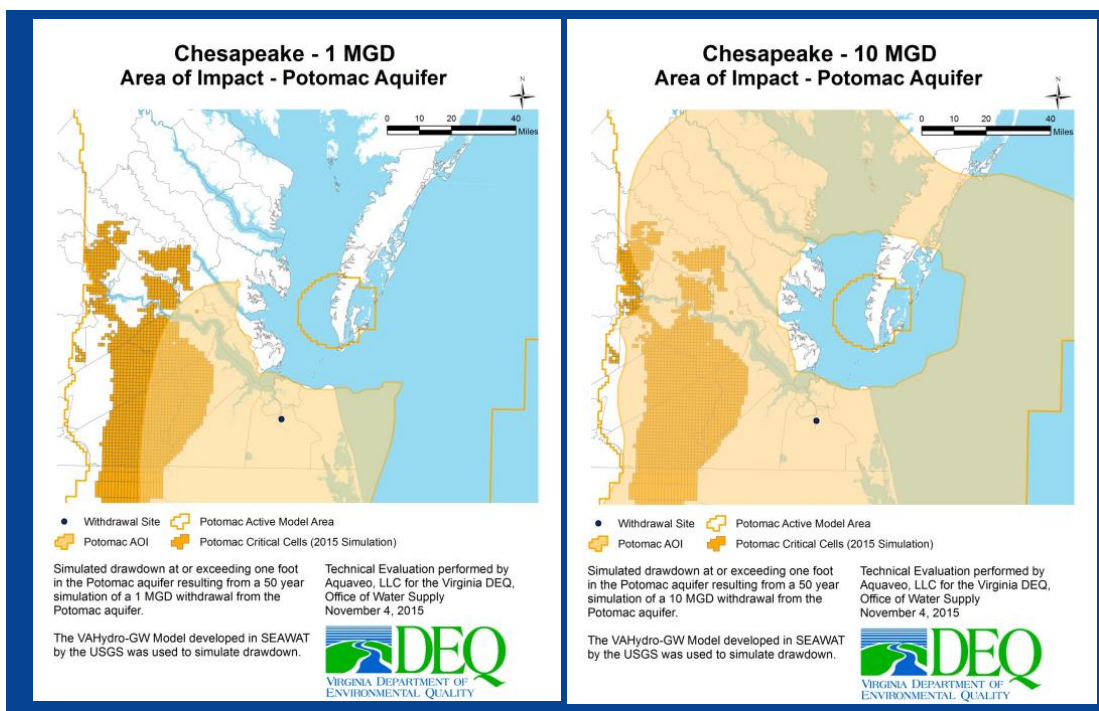 Chesapeake - 1 MGD
Area of Impact - Potomac Aquifer
N
0 10 20 40
Miles
Withdrawal Site
Potomac Active Model Area
Potomac AOI
Potomac Critical Cells (2015 Simulation)
Simulated drawdown at or exceeding one foot
in the Potomac aquifer resulting from a 50 year
simulation of a 1 MGD withdrawal from the
Potomac aquifer.
The VAHydro-GW Model developed in SEAWAT
by the USGS was used to simulate drawdown.
Technical Evaluation performed by
Aquaveo, LLC for the Virginia DEQ,
Office of Water Supply
November 4, 2015
DEQ
VIRGINIA DEPARTMENT OF
ENVIRONMENTAL QUALITY
Chesapeake - 10 MGD
Area of Impact - Potomac Aquifer
N
0 10 20 40
Miles
Withdrawal Site
Potomac Active Model Area
Potomac AOI
Potomac Critical Cells (2015 Simulation)
Simulated drawdown at or exceeding one foot
in the Potomac aquifer resulting from a 50 year
simulation of a 10 MGD withdrawal from the
Potomac aquifer.
The VAHydro-GW Model developed in SEAWAT
by the USGS was used to simulate drawdown.
Technical Evaluation performed by
Aquaveo, LLC for the Virginia DEQ,
Office of Water Supply
November 4, 2015
DEQ
VIRGINIA DEPARTMENT OF
ENVIRONMENTAL QUALITY